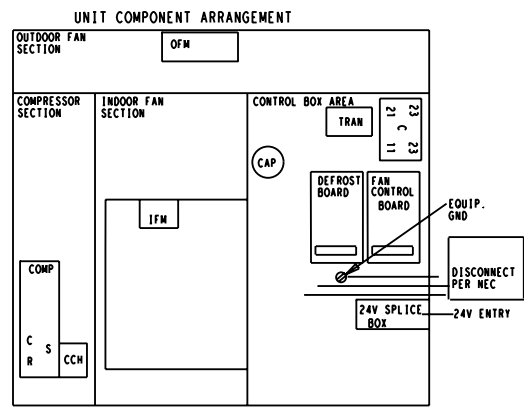 UNIT COMPONENT ARRANGEMENT
OUTDOOR FAN
SECTION
OFM
COMPRESSOR
SECTION
INDOOR FAN
SECTION
CONTROL BOX AREA
TRAN
21 23
C
11 23
CAP
DEFROST
BOARD
FAN
CONTROL
BOARD
EQUIP.
GND
IFM
COMP
C
S
R
CCH
DISCONNECT
PER NEC
24V SPLICE
BOX
24V ENTRY